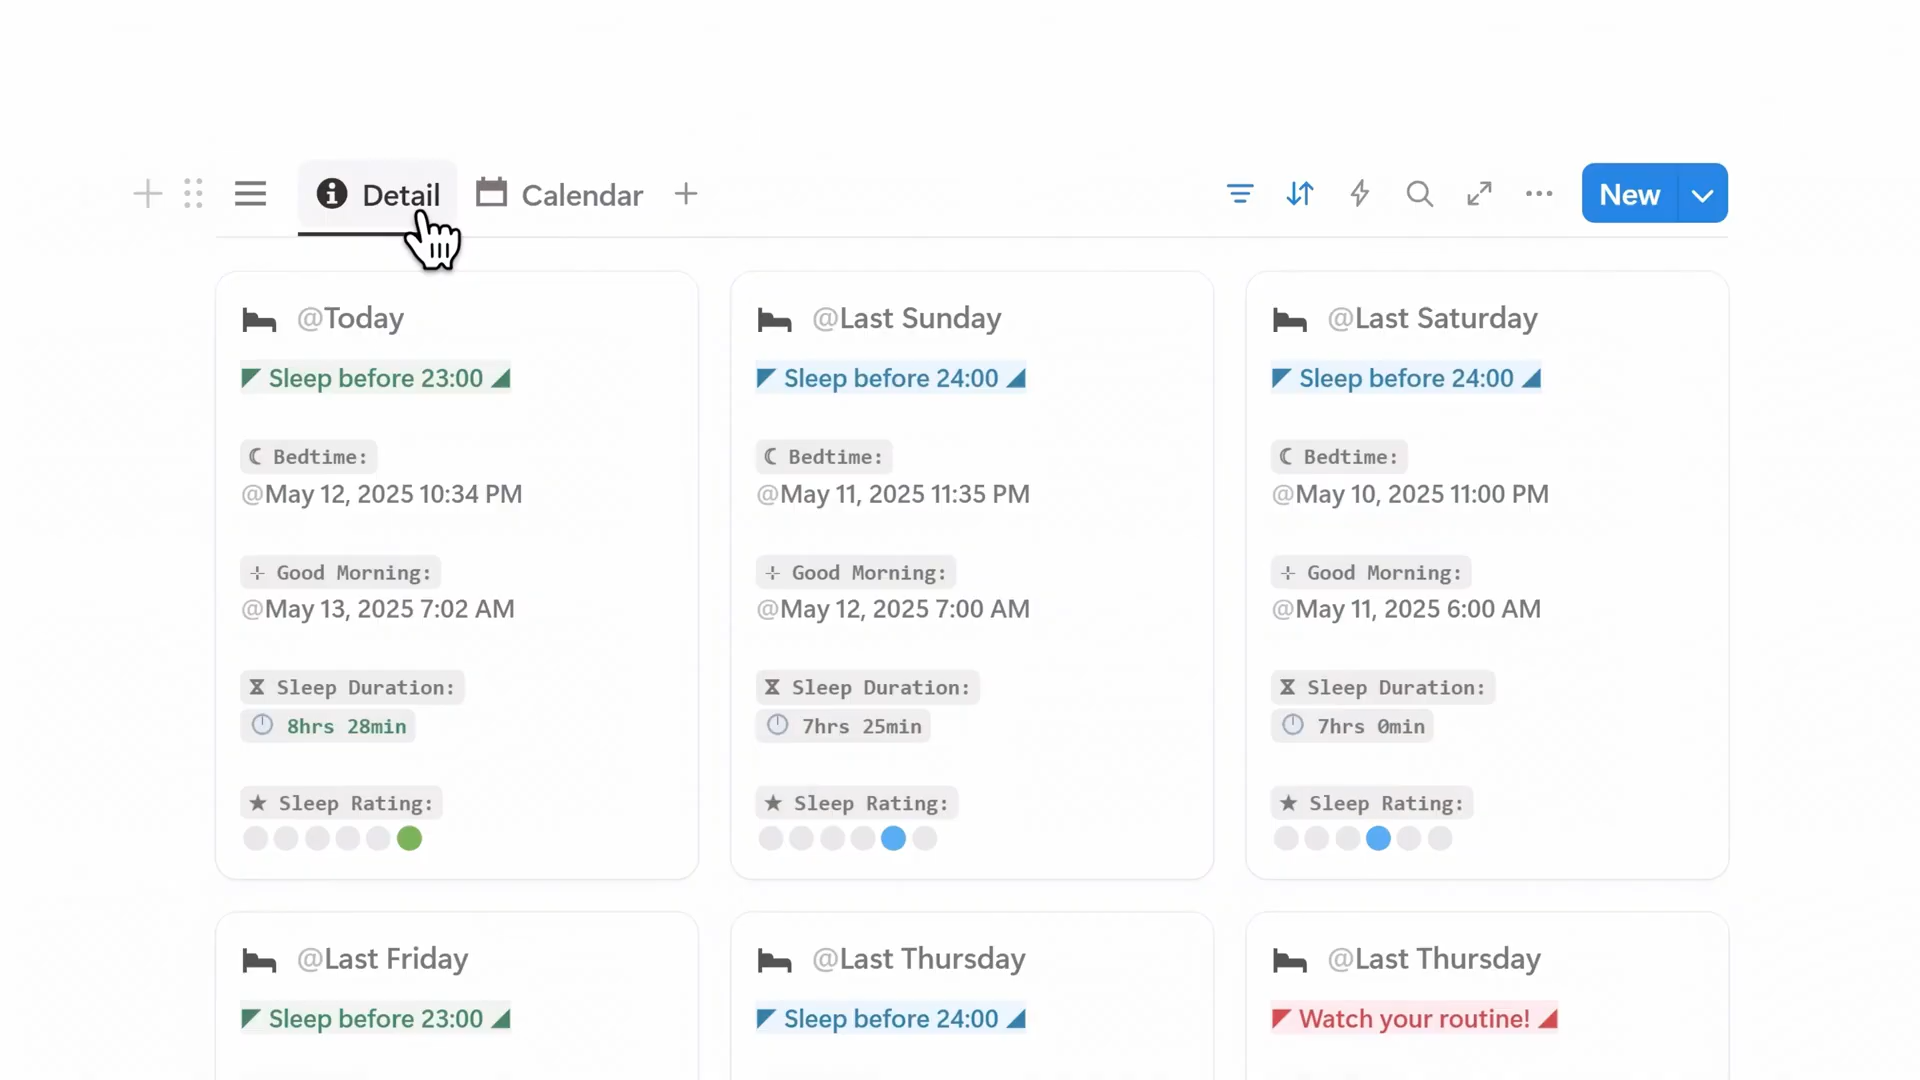 Detail
Calendar
New
@Today
Sleep before 23:00
Bedtime:
@May 12, 2025 10:34 PM
Good Morning:
@May 13, 2025 7:02 AM
Sleep Duration:
8hrs 28min
Sleep Rating:
@Last Sunday
Sleep before 24:00
Bedtime:
@May 11, 2025 11:35 PM
Good Morning:
@May 12, 2025 7:00 AM
Sleep Duration:
7hrs 25min
Sleep Rating:
@Last Saturday
Sleep before 24:00
Bedtime:
@May 10, 2025 11:00 PM
Good Morning:
@May 11, 2025 6:00 AM
Sleep Duration:
7hrs 0min
Sleep Rating:
@Last Friday
Sleep before 23:00
@Last Thursday
Sleep before 24:00
@Last Thursday
Watch your routine!